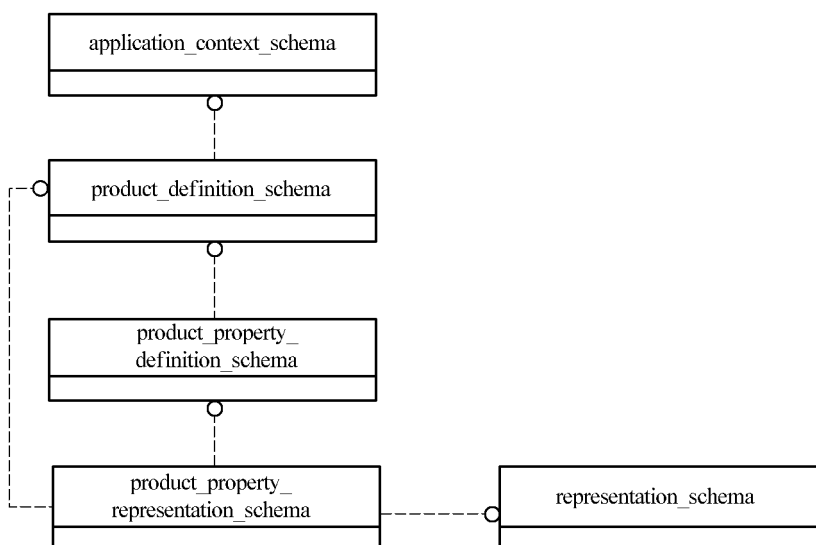 application_context_schema
product_definition_schema
product_property_
definition_schema
product_property_
representation_schema
representation_schema